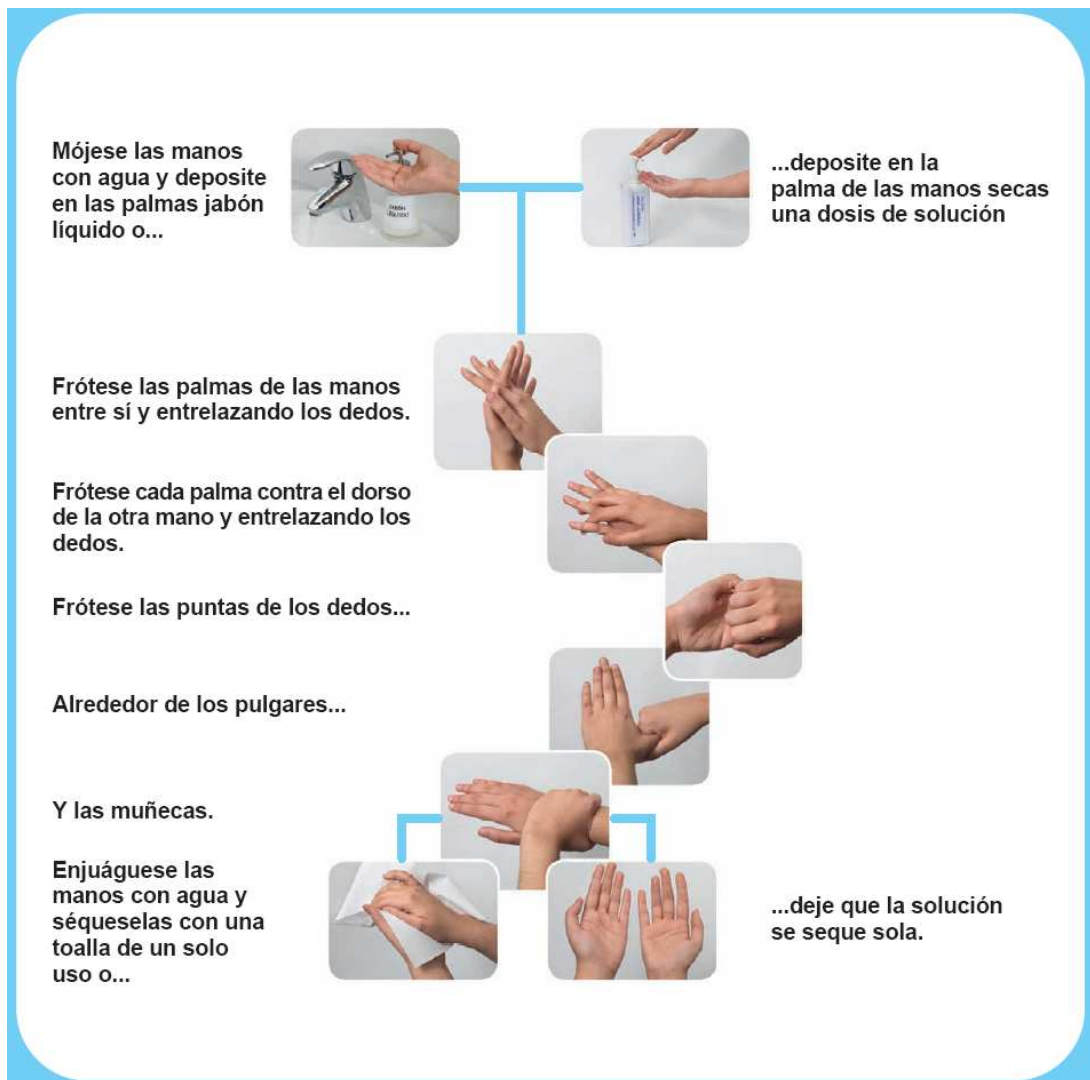 Mójese las manos
con agua y deposite
en las palmas jabón
líquido o...
...deposite en la
palma de las manos secas
una dosis de solución
Frótese las palmas de las manos
entre sí y entrelazando los dedos.
Frótese cada palma contra el dorso
de la otra mano y entrelazando los
dedos.
Frótese las puntas de los dedos...
Alrededor de los pulgares...
Y las muñecas.
Enjuáguese las
manos con agua y
séqueselas con una
toalla de un solo
uso o...
...deje que la solución
se seque sola.